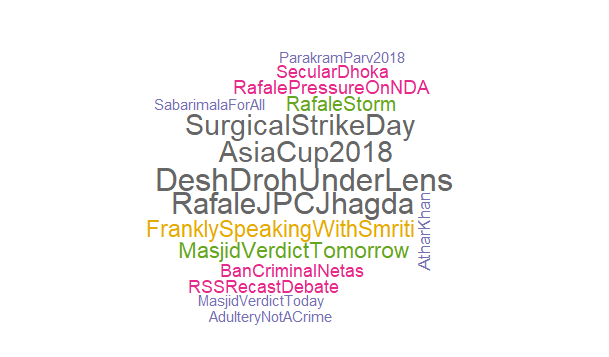 ParakramParv2018
SecularDhoka
RafalePressureOnNDA
SabarimalaForAll
RafaleStorm
SurgicalStrikeDay
AsiaCup2018
DeshDrohUnderLens
RafaleJPCJhagda
FranklySpeakingWithSmriti
AtharKhan
MasjidVerdictTomorrow
BanCriminalNetas
RSSRecastDebate
MasjidVerdictToday
AdulteryNotACrime